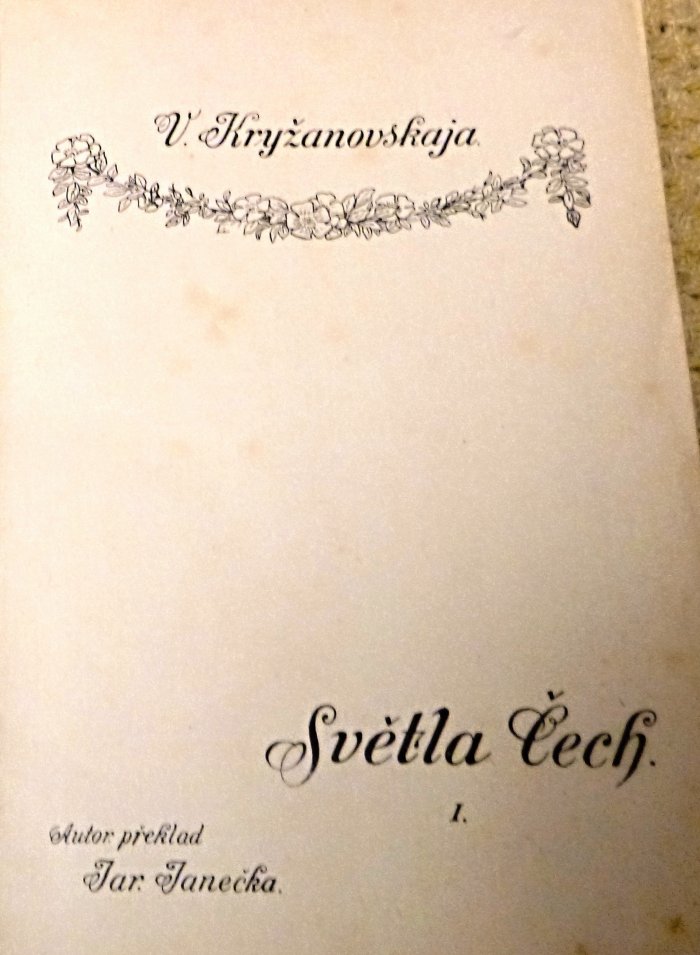 V. Kryžanovskaja.
Světla Čech.
I.
Autor. překlad
Jar. Janečka.